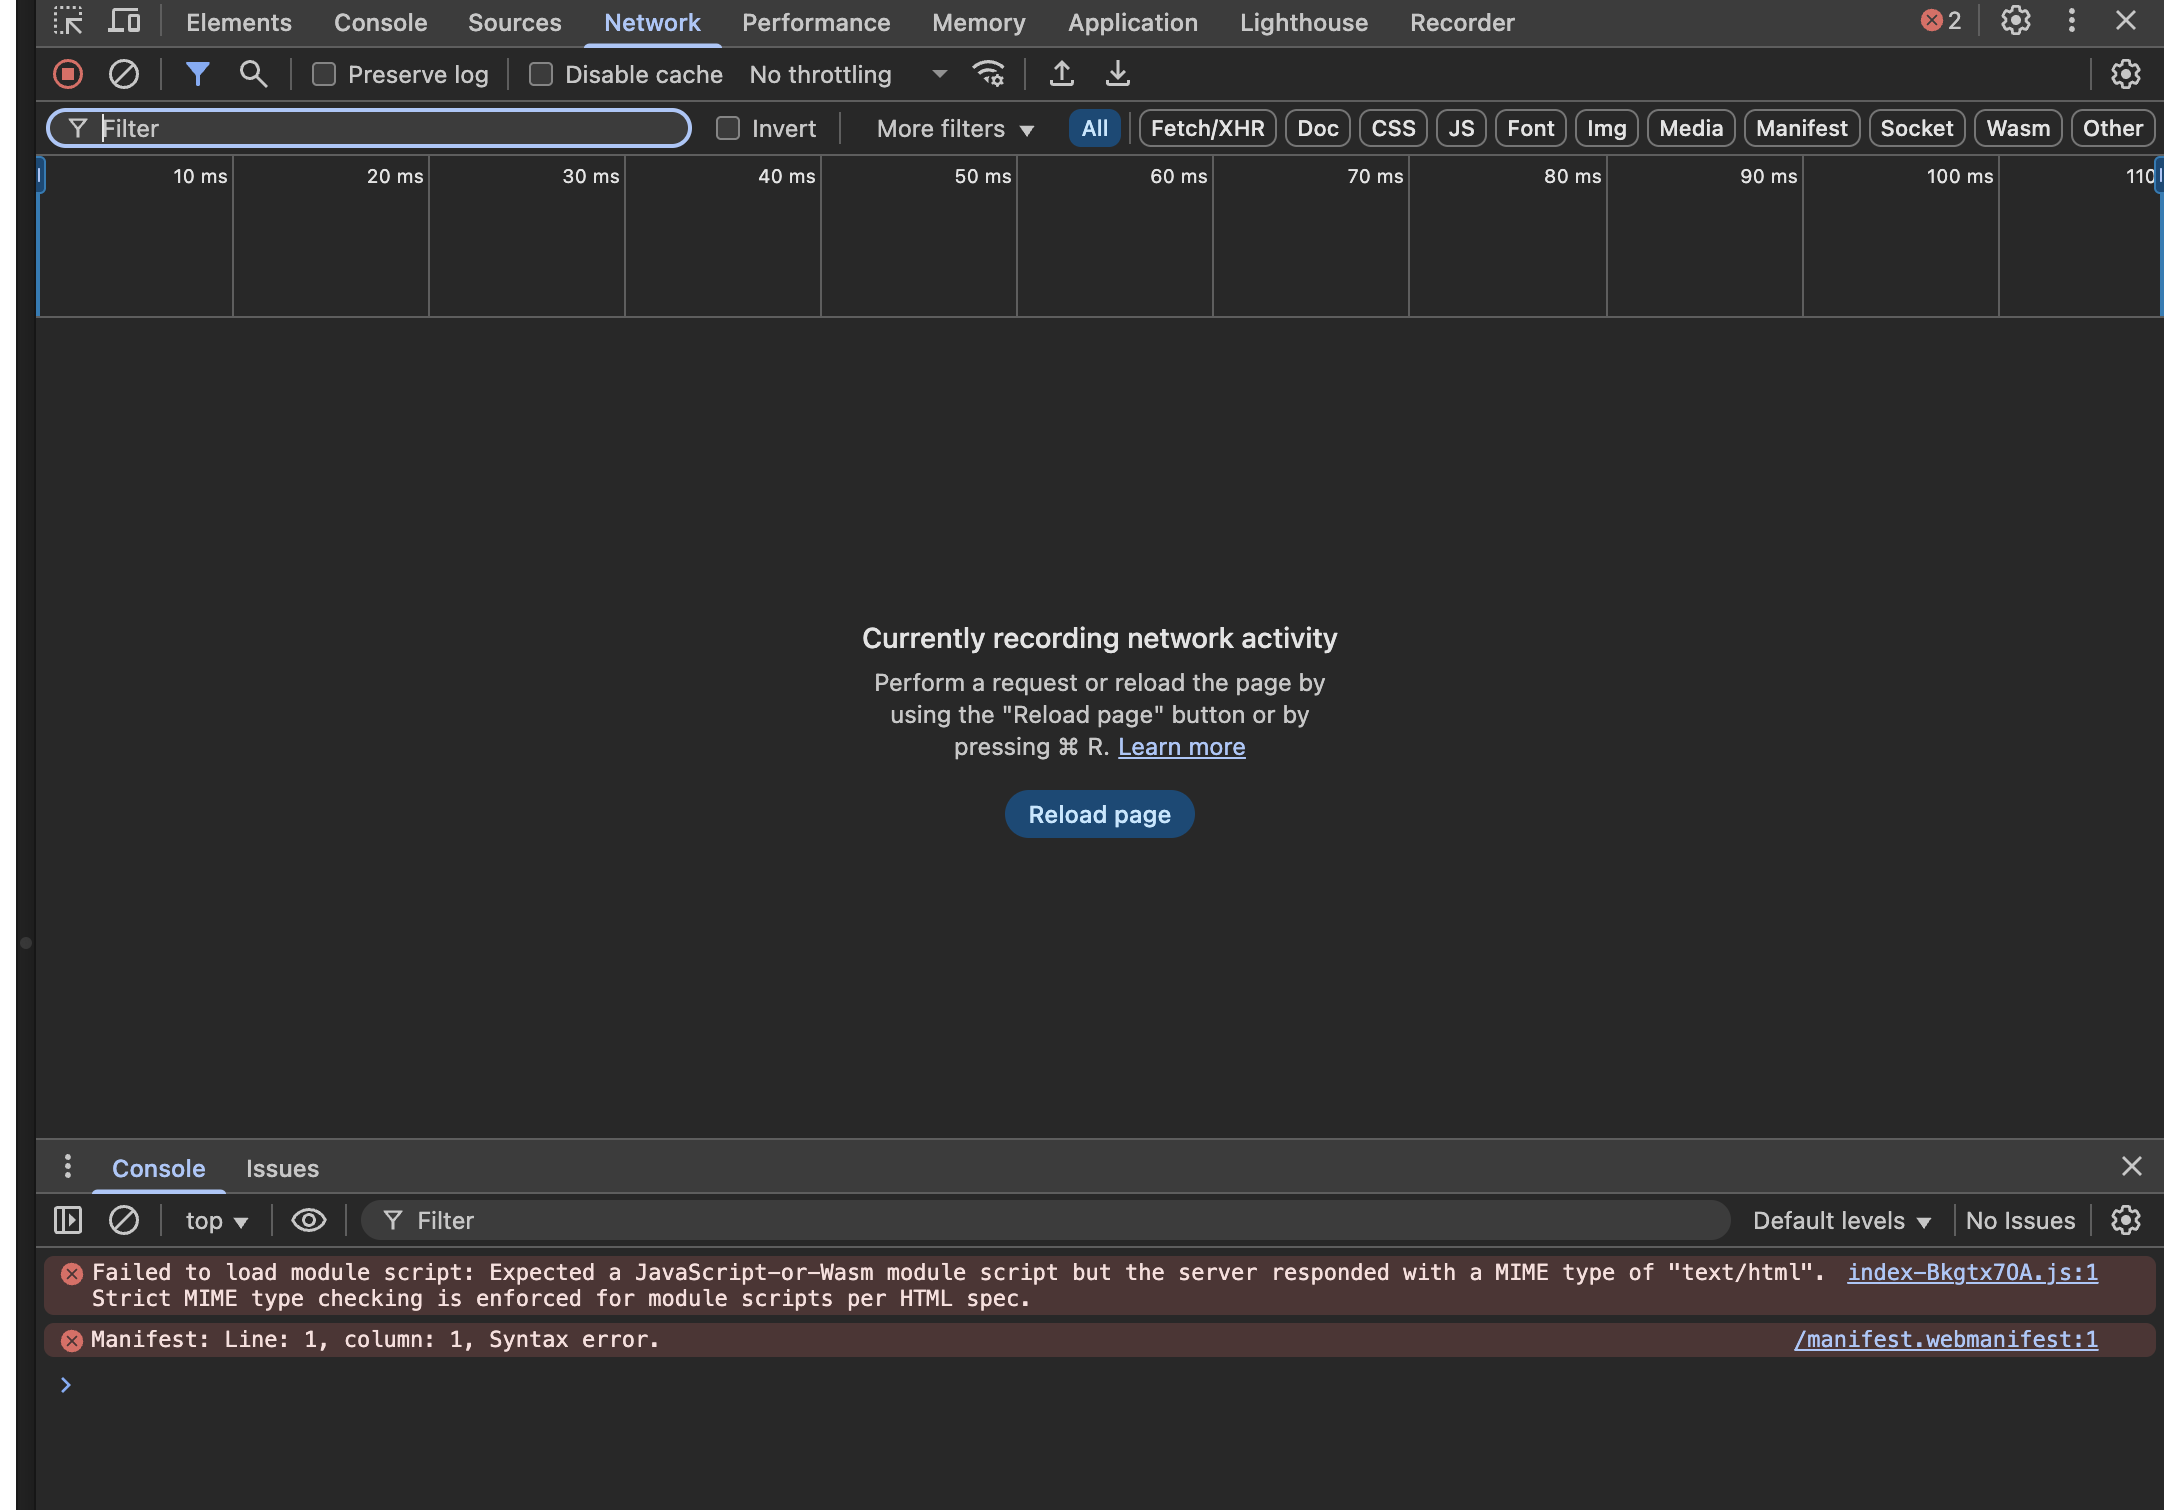 Elements Console Sources Network Performance Memory Application Lighthouse Recorder 2
Preserve log Disable cache No throttling
Filter Invert More filters All Fetch/XHR Doc CSS JS Font Img Media Manifest Socket Wasm Other
10 ms 20 ms 30 ms 40 ms 50 ms 60 ms 70 ms 80 ms 90 ms 100 ms 110
Currently recording network activity
Perform a request or reload the page by
using the "Reload page" button or by
pressing ⌘ R. Learn more
Reload page
Console Issues
top Filter Default levels No Issues
Failed to load module script: Expected a JavaScript-or-Wasm module script but the server responded with a MIME type of "text/html". index-Bkgtx7OA.js:1
Strict MIME type checking is enforced for module scripts per HTML spec.
Manifest: Line: 1, column: 1, Syntax error. /manifest.webmanifest:1